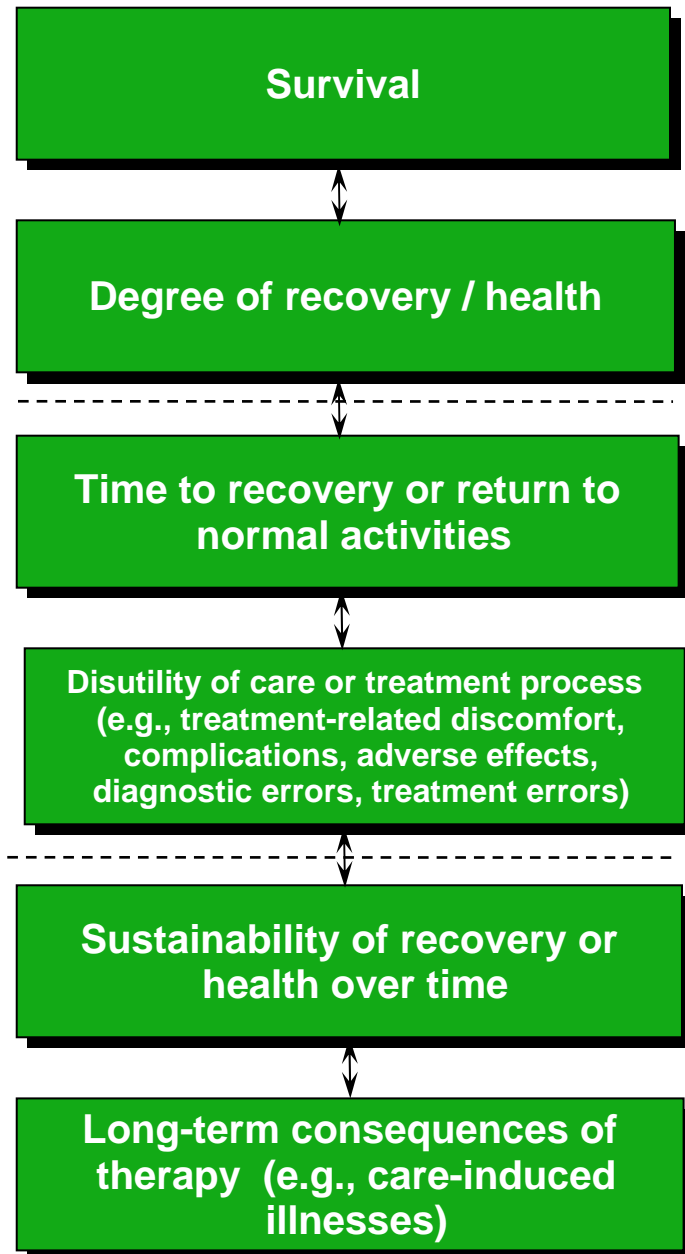 Survival
Degree of recovery / health
Time to recovery or return to
normal activities
Disutility of care or treatment process
(e.g., treatment-related discomfort,
complications, adverse effects,
diagnostic errors, treatment errors)
Sustainability of recovery or
health over time
Long-term consequences of
therapy (e.g., care-induced
illnesses)